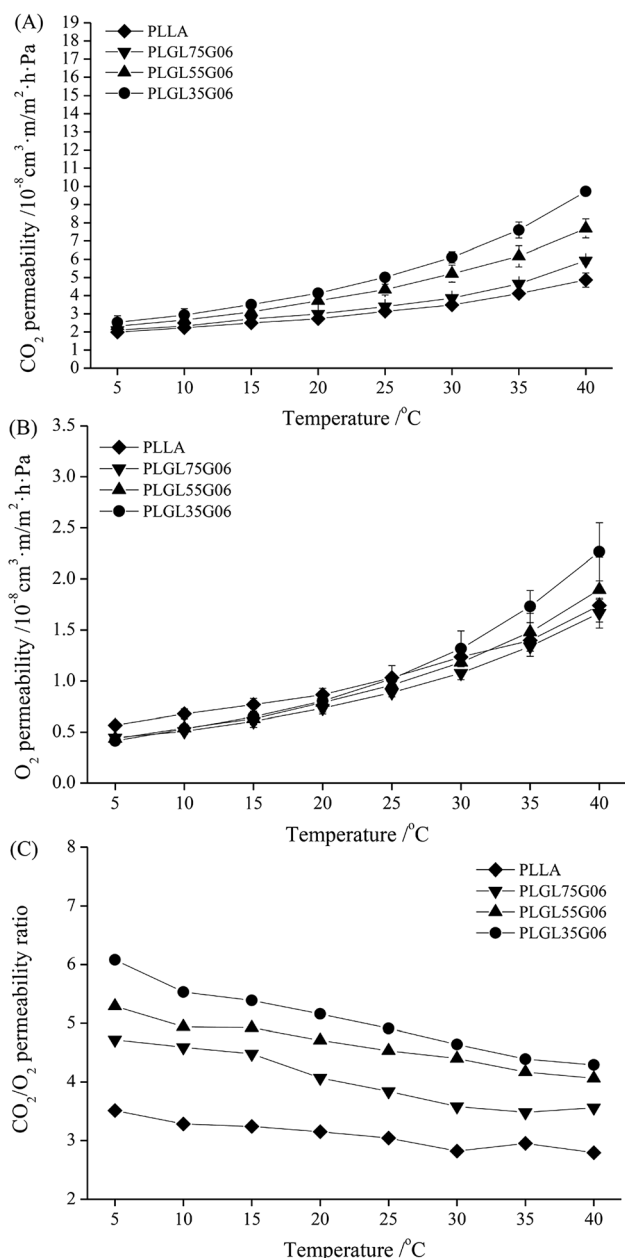 (A)
PLLA
PLGL75G06
PLGL55G06
PLGL35G06
CO₂ permeability /10⁻⁸cm³·m/m²·h·Pa
19
18
17
16
15
14
13
12
11
10
9
8
7
6
5
4
3
2
1
0
5 10 15 20 25 30 35 40
Temperature /°C
(B)
PLLA
PLGL75G06
PLGL55G06
PLGL35G06
O₂ permeability /10⁻⁸cm³·m/m²·h·Pa
3.5
3.0
2.5
2.0
1.5
1.0
0.5
0.0
5 10 15 20 25 30 35 40
Temperature /°C
(C)
PLLA
PLGL75G06
PLGL55G06
PLGL35G06
CO₂/O₂ permeability ratio
8
7
6
5
4
3
2
5 10 15 20 25 30 35 40
Temperature /°C